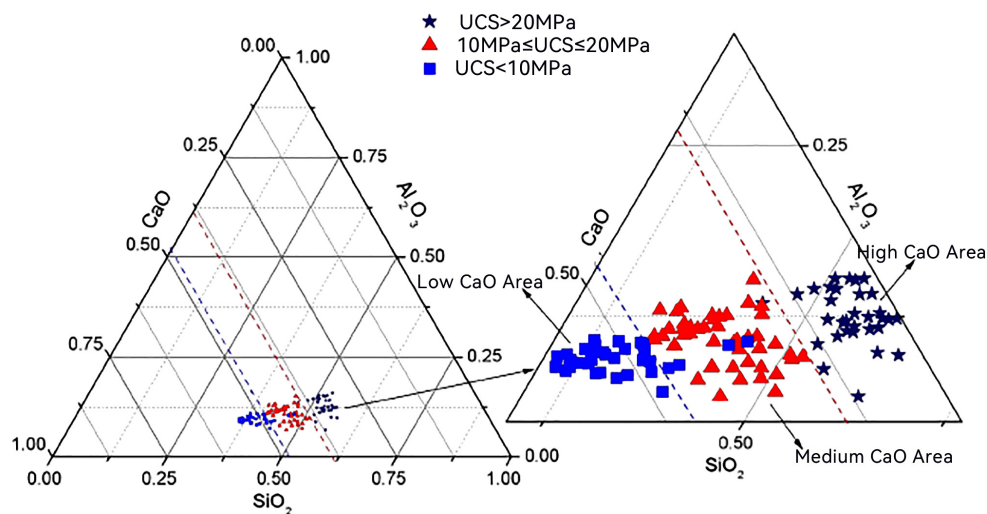 UCS>20MPa
10MPa≤UCS≤20MPa
UCS<10MPa
0.00
1.00
0.25
0.75
CaO
Al₂O₃
0.50
0.50
0.75
0.25
1.00
0.00
0.00
0.25
0.50
0.75
1.00
SiO₂
0.25
CaO
Al₂O₃
High CaO Area
0.50
Low CaO Area
0.50
SiO₂
Medium CaO Area